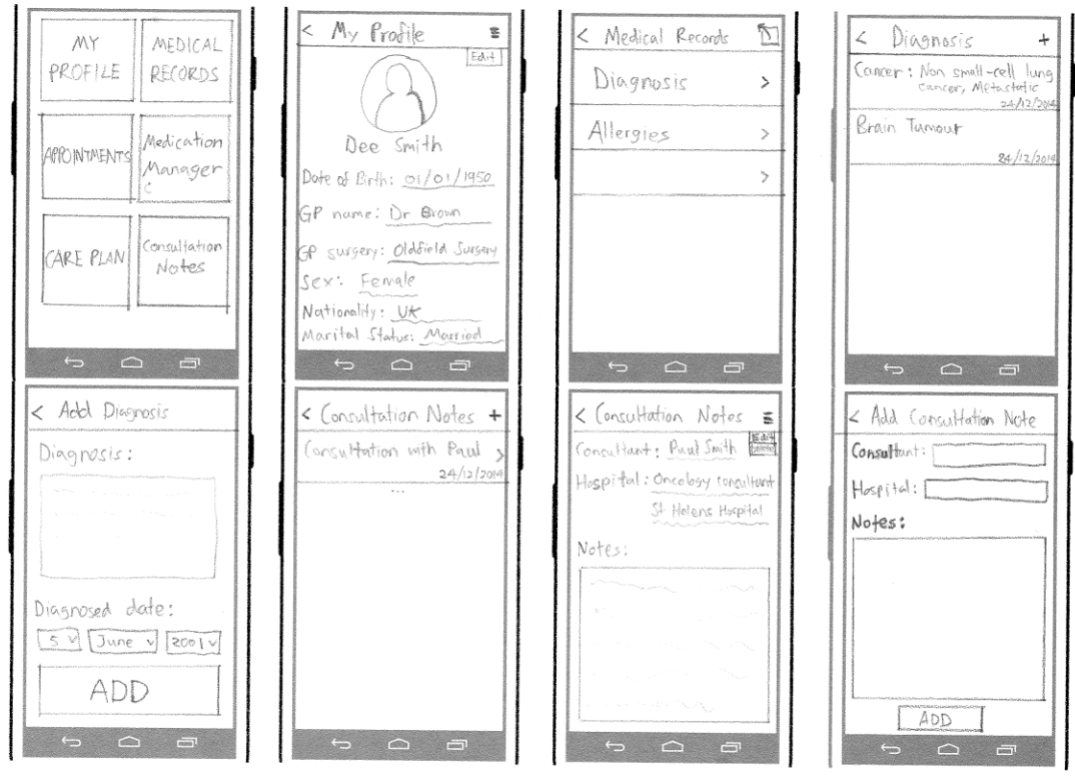 MY
PROFILE
MEDICAL
RECORDS
APPOINTMENTS
Medication
Manager
CARE PLAN
Consultation
Notes
< My Profile
Edit
Dee Smith
Date of Birth: 01/01/1950
GP name: Dr Brown
GP surgery: Oldfield Surgery
Sex: Female
Nationality: UK
Marital Status: Married
< Medical Records
Diagnosis >
Allergies >
>
< Diagnosis +
Cancer: Non small-cell lung
cancer, Metastatic
24/12/2014
Brain Tumour
24/12/2014
< Add Diagnosis
Diagnosis:
Diagnosed date:
5 June 2001
ADD
< Consultation Notes +
Consultation with Paul >
24/12/2014
...
< Consultation Notes
Edit
Delete
Consultant: Paul Smith
Hospital: Oncology consultant
St Helens Hospital
Notes:
< Add Consultation Note
Consultant:
Hospital:
Notes:
ADD